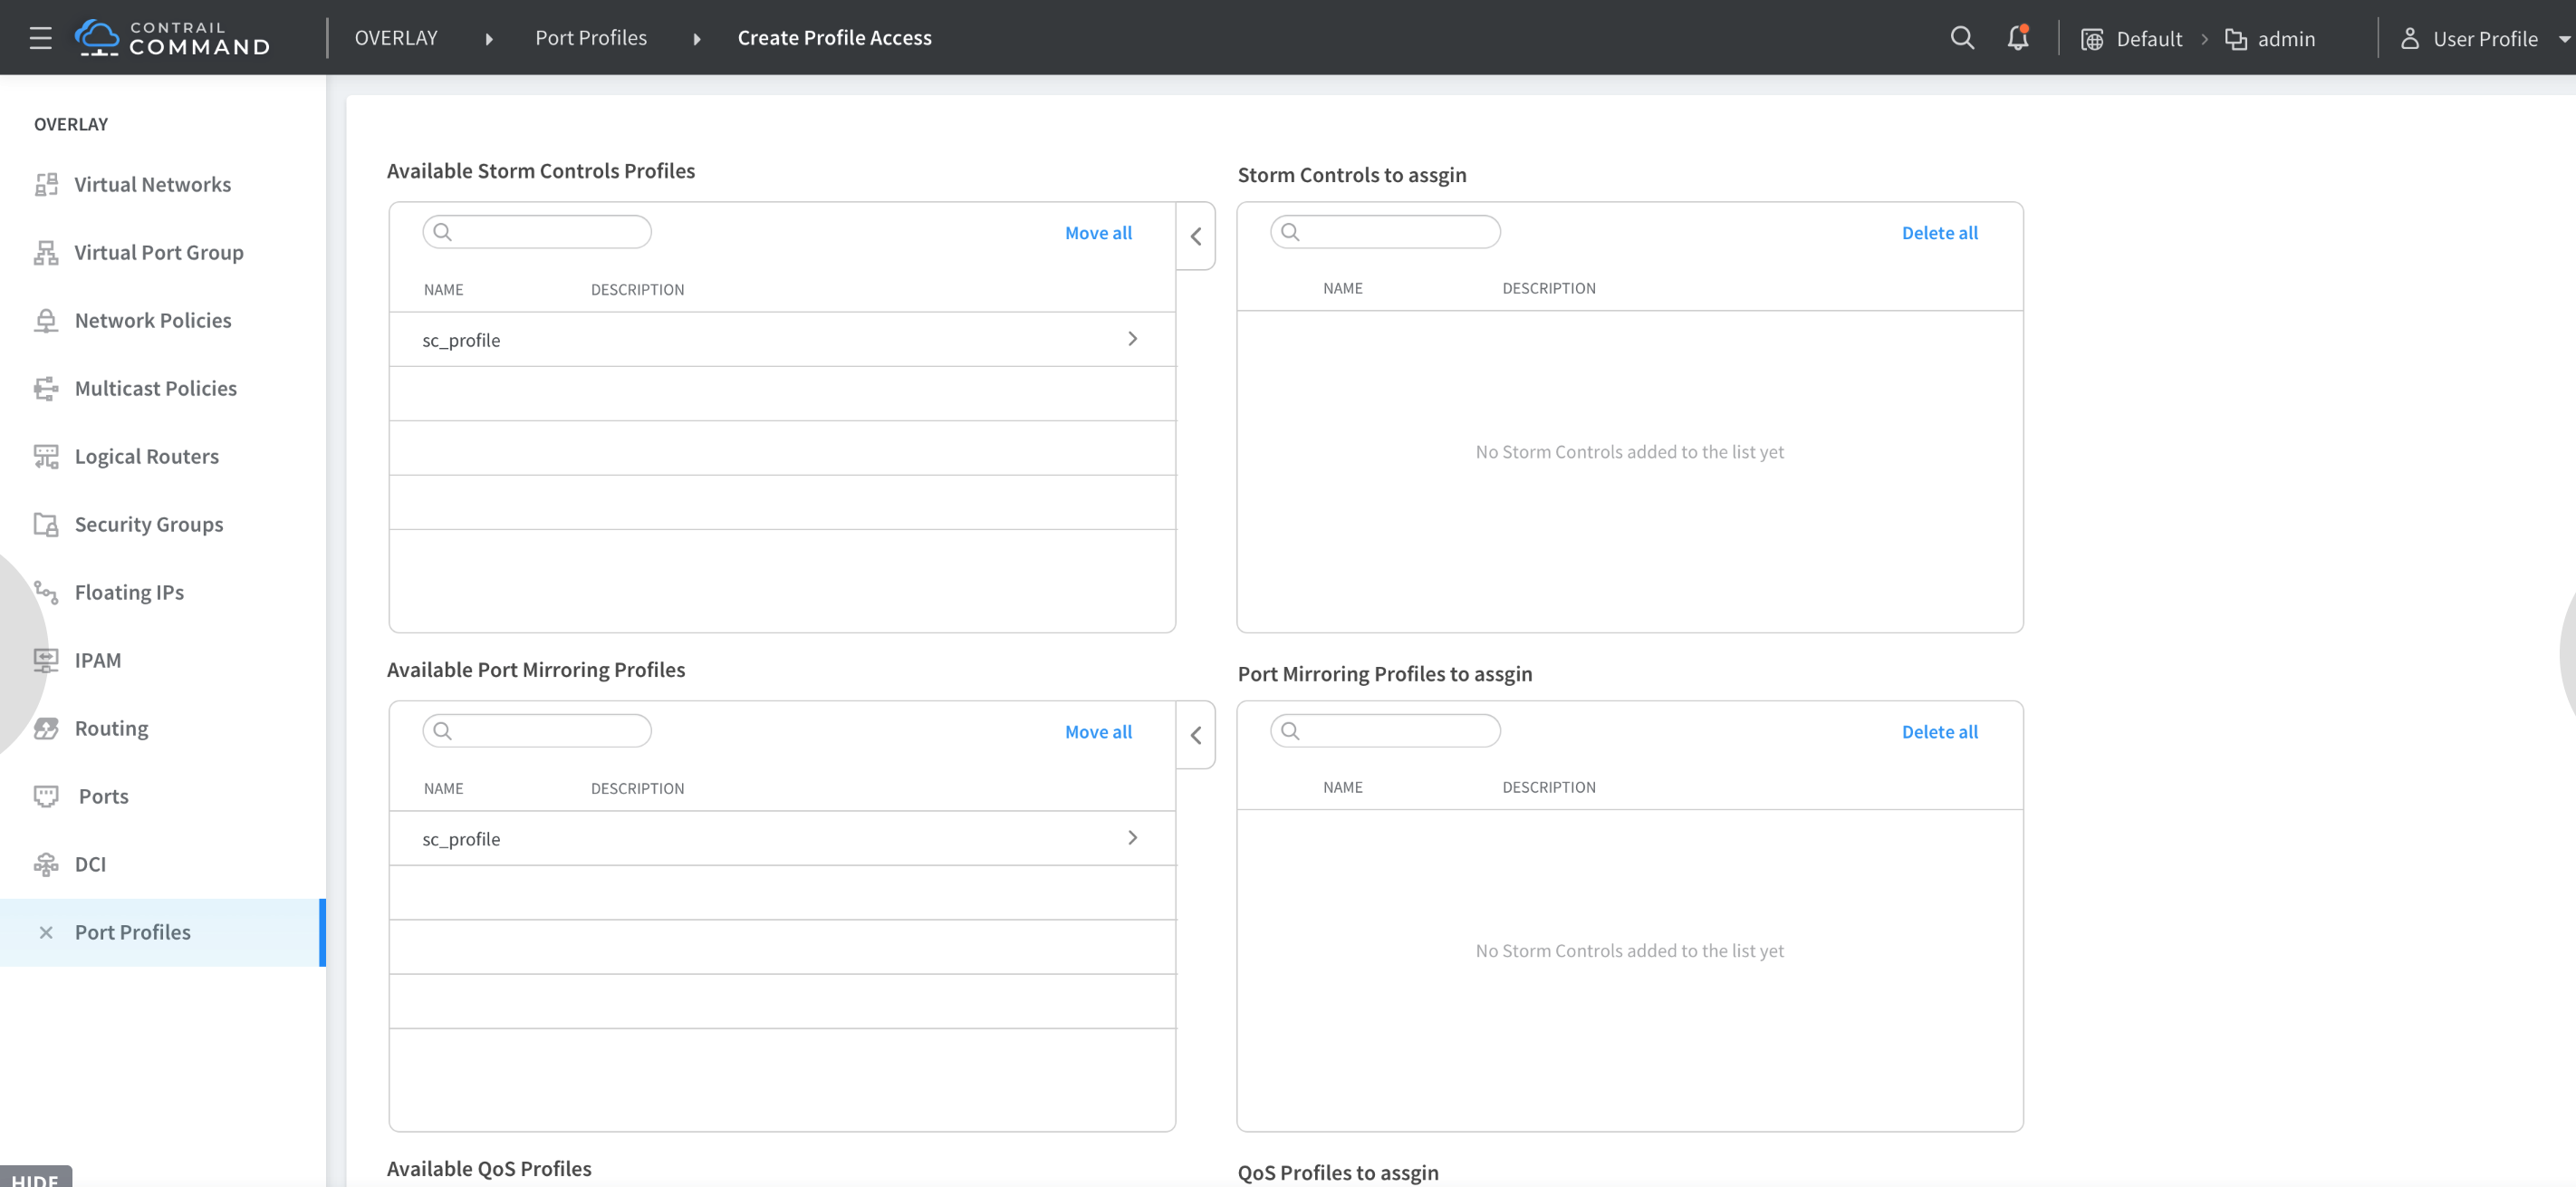 CONTRAIL
COMMAND
OVERLAY Port Profiles Create Profile Access
Default admin User Profile
OVERLAY
Virtual Networks
Virtual Port Group
Network Policies
Multicast Policies
Logical Routers
Security Groups
Floating IPs
IPAM
Routing
Ports
DCI
Port Profiles
HIDE
Available Storm Controls Profiles
Move all
NAME DESCRIPTION
sc_profile
Storm Controls to assgin
Delete all
NAME DESCRIPTION
No Storm Controls added to the list yet
Available Port Mirroring Profiles
Move all
NAME DESCRIPTION
sc_profile
Port Mirroring Profiles to assgin
Delete all
NAME DESCRIPTION
No Storm Controls added to the list yet
Available QoS Profiles
QoS Profiles to assgin